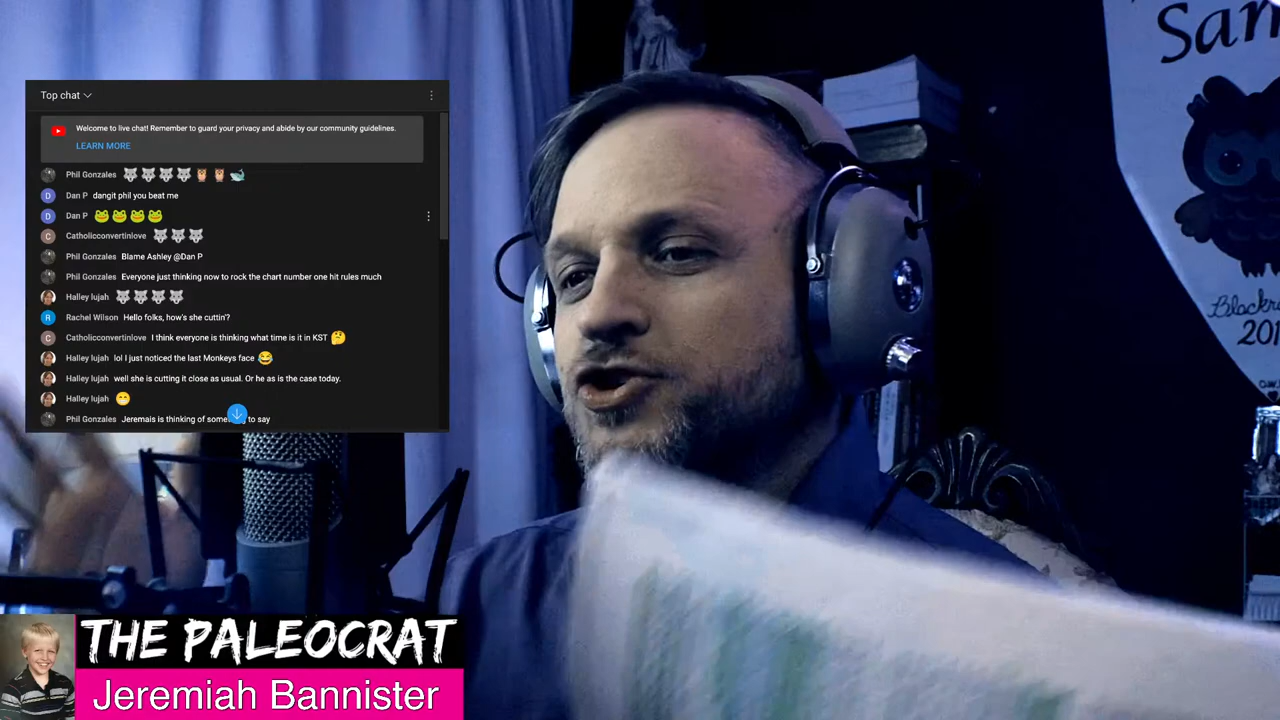 Top chat
Welcome to live chat! Remember to guard your privacy and abide by our community guidelines.
LEARN MORE
Phil Gonzales 🐺🐺🐺🐺🦉🦉🐋
D Dan P dangit phil you beat me
D Dan P 🐸🐸🐸🐸
C Catholicconvertinlove 🐺🐺🐺
Phil Gonzales Blame Ashley @Dan P
Phil Gonzales Everyone just thinking now to rock the chart number one hit rules much
Halley lujah 🐺🐺🐺🐺
R Rachel Wilson Hello folks, how's she cuttin'?
C Catholicconvertinlove I think everyone is thinking what time is it in KST 🤔
Halley lujah lol I just noticed the last Monkeys face 😂
Halley lujah well she is cutting it close as usual. Or he as is the case today.
Halley lujah 😁
Phil Gonzales Jeremais is thinking of some to say
THE PALEOCRAT
Jeremiah Bannister